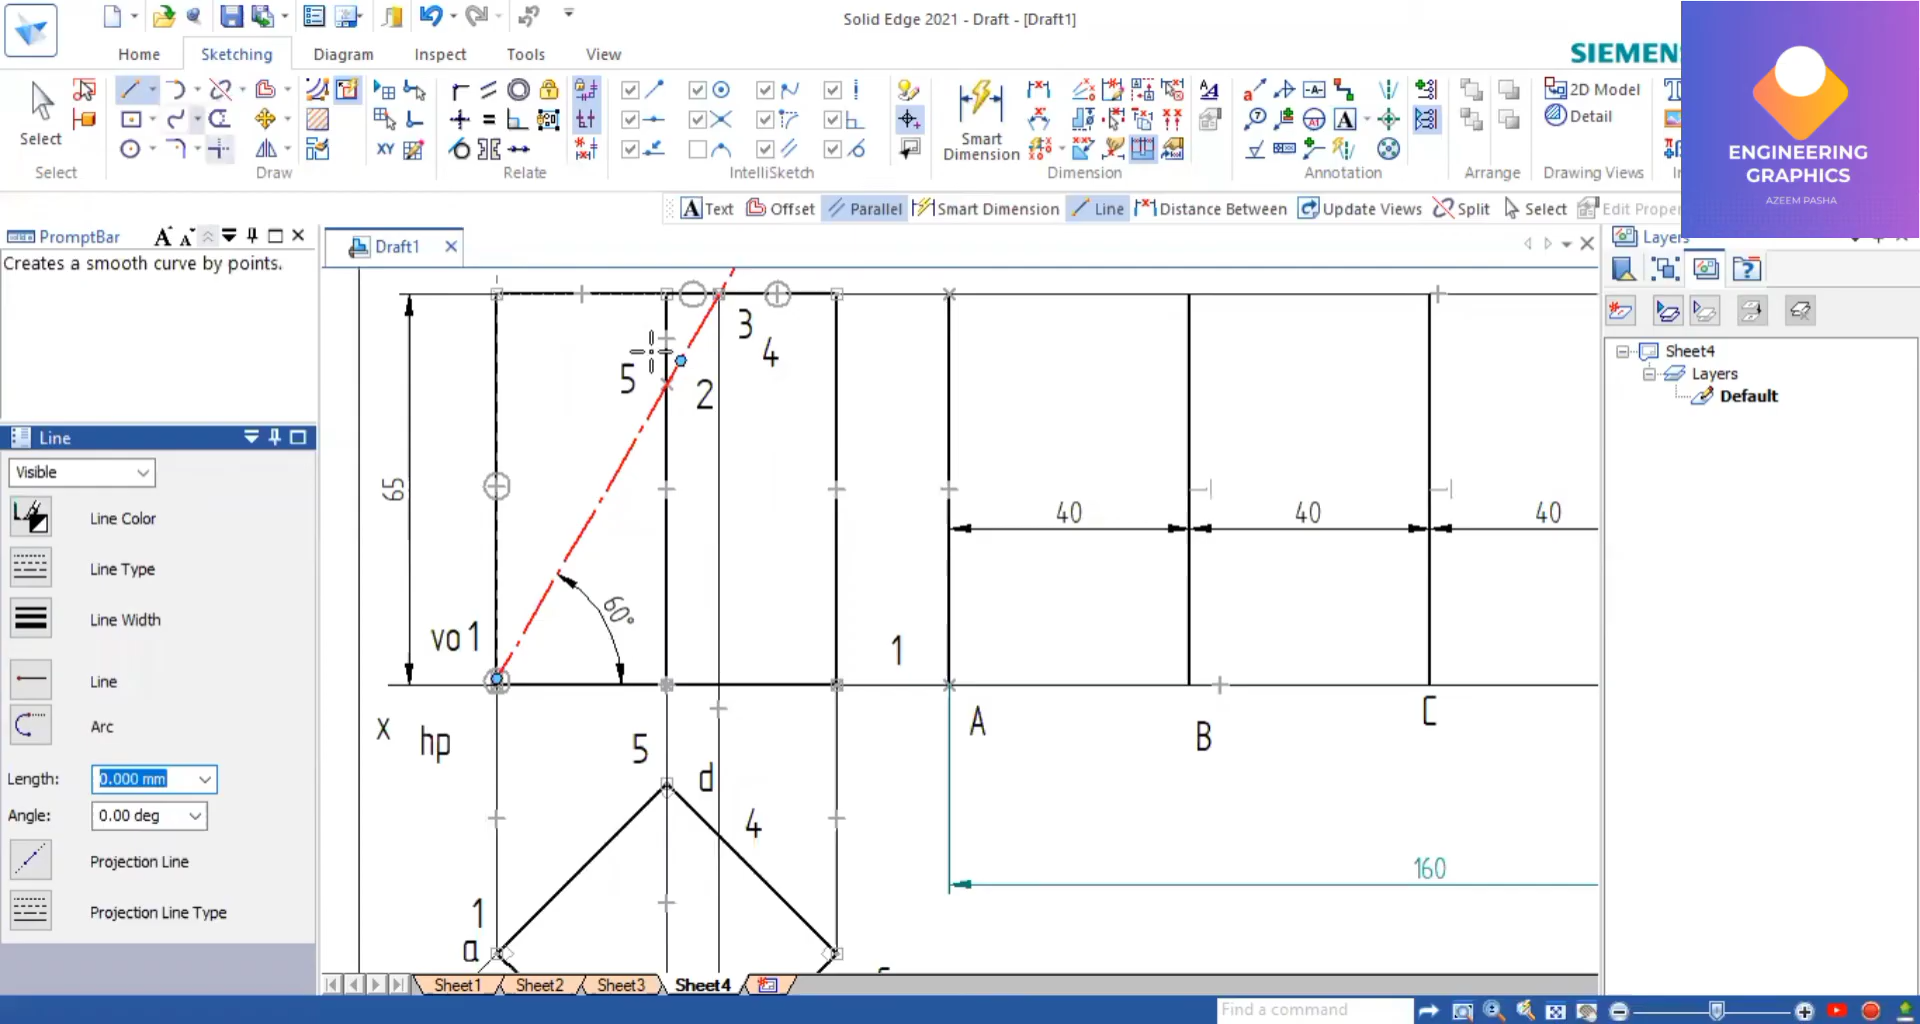 Solid Edge 2021 - Draft - [Draft1]
Home
Sketching
Diagram
Inspect
Tools
View
SIEMENS
ENGINEERING
GRAPHICS
AZEEM PASHA
Select
XY
Smart
Dimension
2D Model
Detail
Select
Draw
Relate
IntelliSketch
Dimension
Annotation
Arrange
Drawing Views
Text
Offset
Parallel
Smart Dimension
Line
Distance Between
Update Views
Split
Select
Edit Proper
PromptBar
Creates a smooth curve by points.
Draft1
Layers
Sheet4
Layers
Default
Line
Visible
Line Color
Line Type
Line Width
Line
Arc
Length:
0.000 mm
Angle:
0.00 deg
Projection Line
Projection Line Type
3
4
5
2
65
40
40
40
60°
vo 1
1
x
hp
A
B
C
5
d
4
160
1
a
Sheet1
Sheet2
Sheet3
Sheet4
Find a command